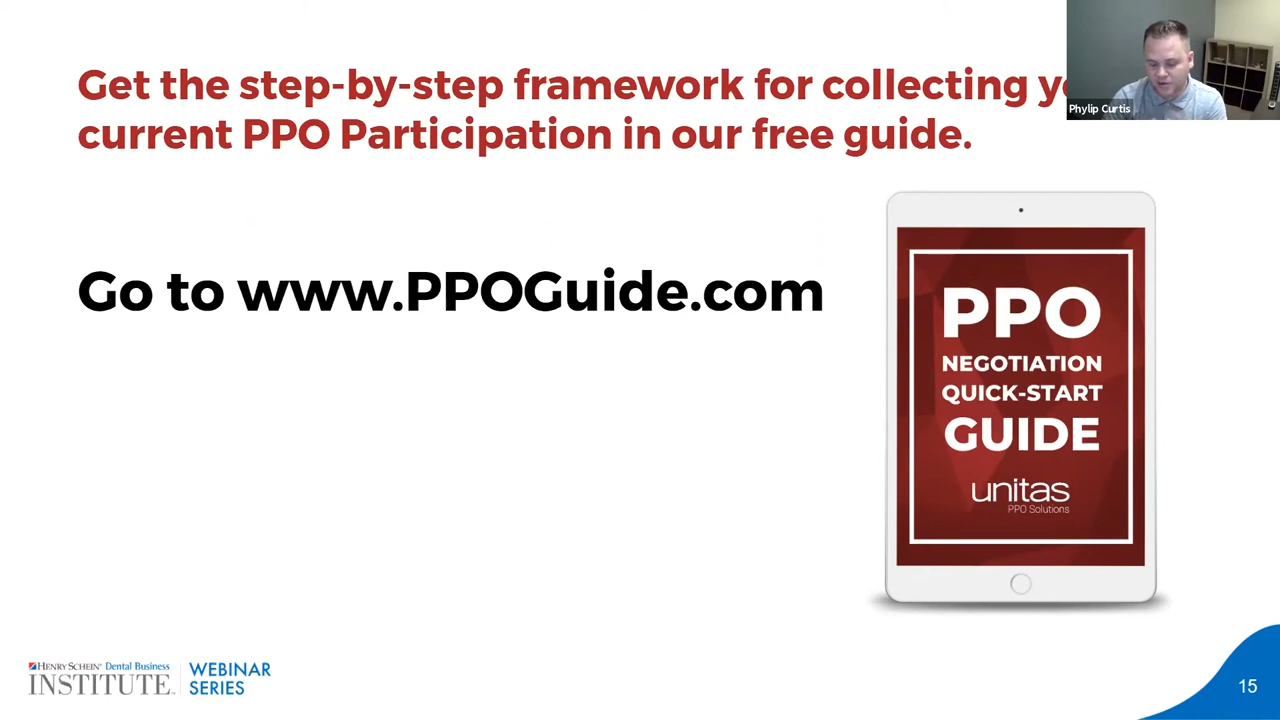 Get the step-by-step framework for collecting
current PPO Participation in our free guide.
Phylip Curtis
Go to www.PPOGuide.com
PPO
NEGOTIATION
QUICK-START
GUIDE
unitas
PPO Solutions
HENRY SCHEIN® Dental Business
INSTITUTE
WEBINAR
SERIES
15